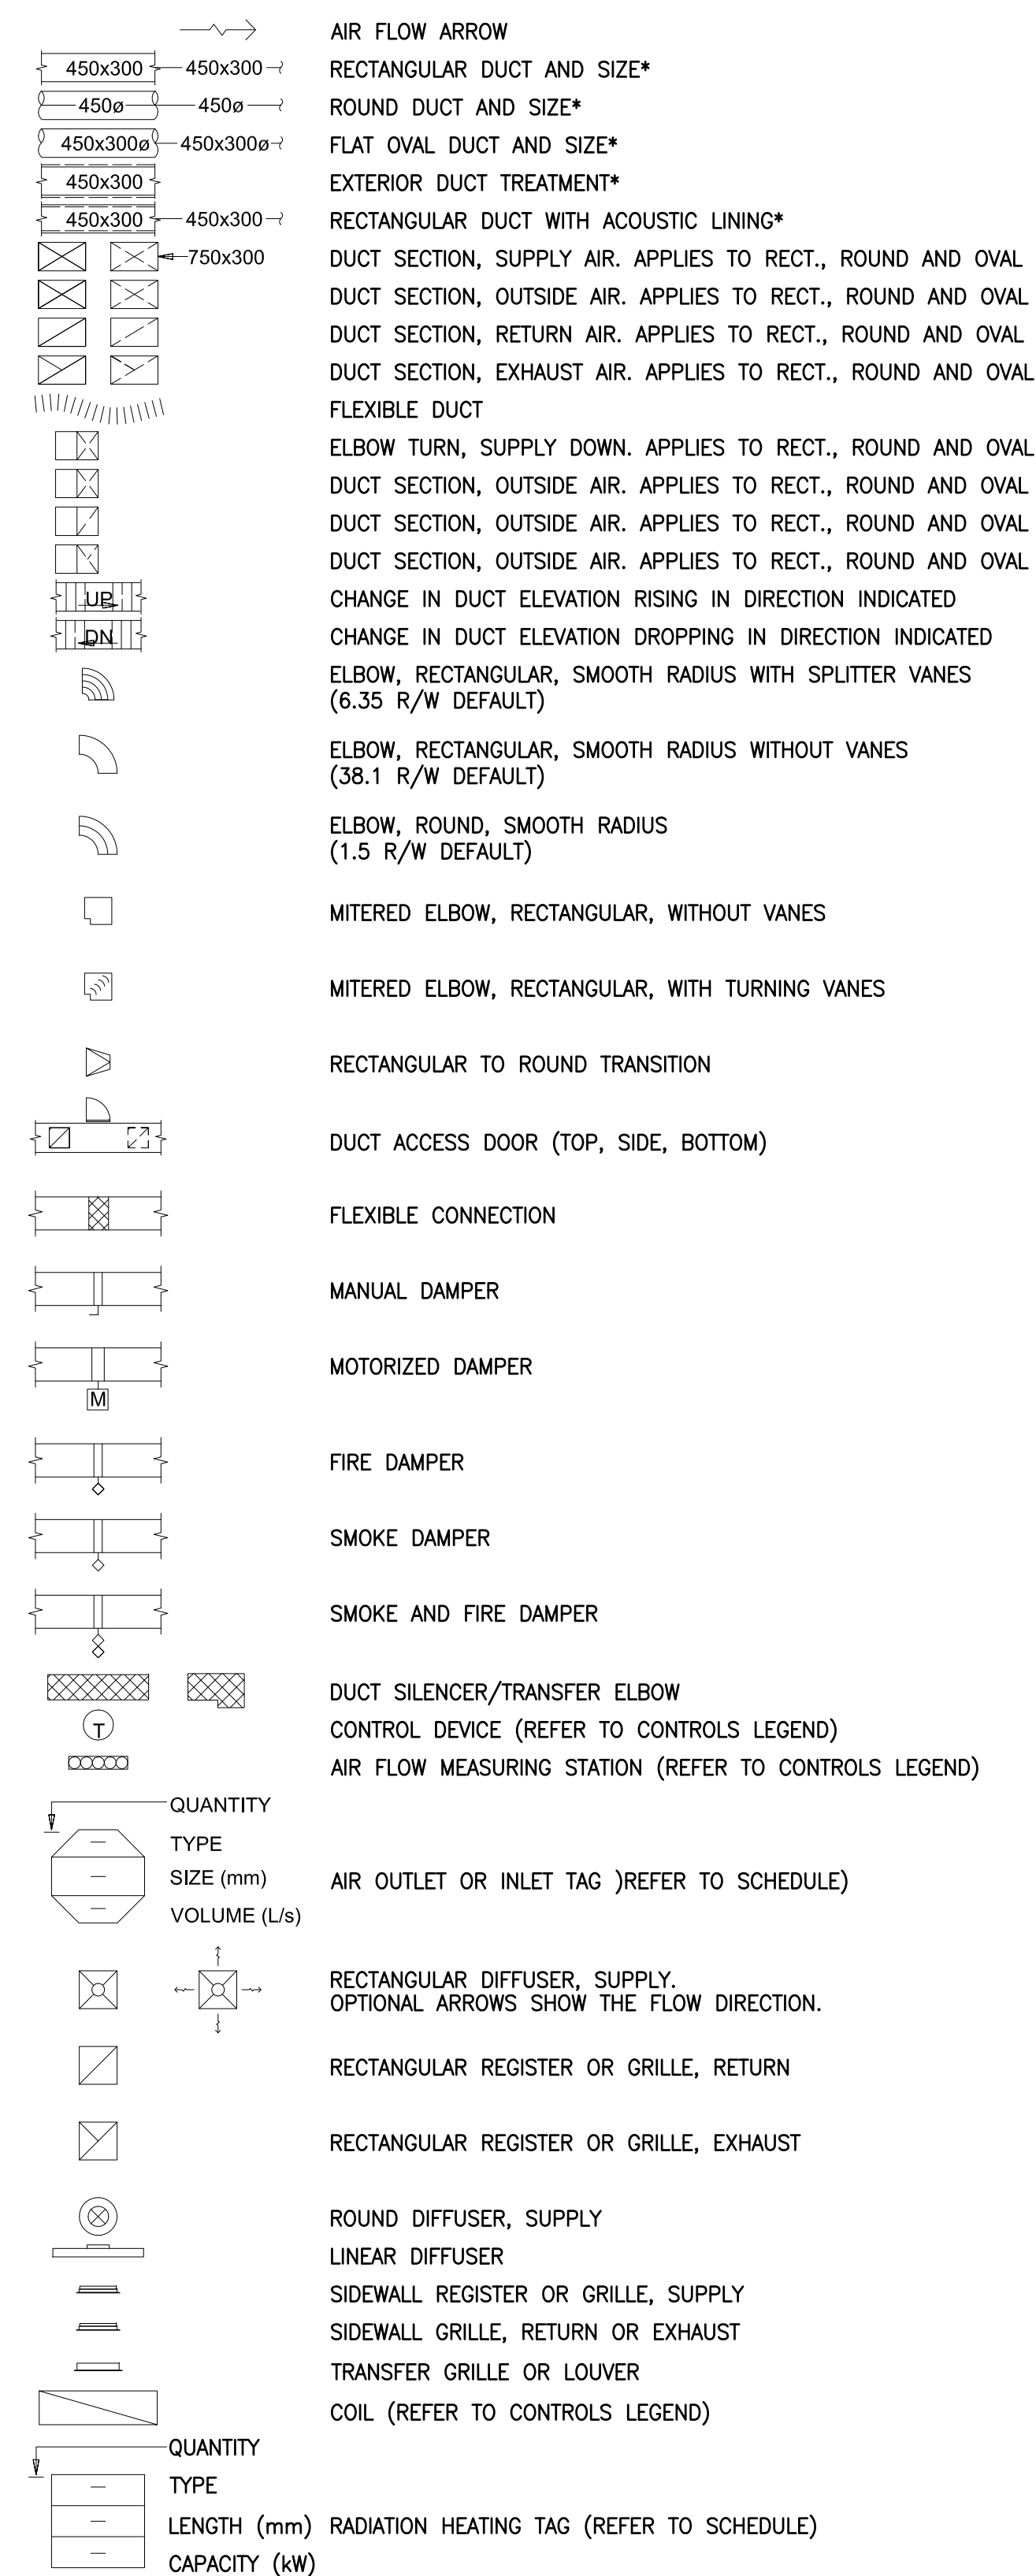 AIR FLOW ARROW
450x300 450x300 RECTANGULAR DUCT AND SIZE*
450ø 450ø ROUND DUCT AND SIZE*
450x300ø 450x300ø FLAT OVAL DUCT AND SIZE*
450x300 EXTERIOR DUCT TREATMENT*
450x300 450x300 RECTANGULAR DUCT WITH ACOUSTIC LINING*
750x300 DUCT SECTION, SUPPLY AIR. APPLIES TO RECT., ROUND AND OVAL
DUCT SECTION, OUTSIDE AIR. APPLIES TO RECT., ROUND AND OVAL
DUCT SECTION, RETURN AIR. APPLIES TO RECT., ROUND AND OVAL
DUCT SECTION, EXHAUST AIR. APPLIES TO RECT., ROUND AND OVAL
FLEXIBLE DUCT
ELBOW TURN, SUPPLY DOWN. APPLIES TO RECT., ROUND AND OVAL
DUCT SECTION, OUTSIDE AIR. APPLIES TO RECT., ROUND AND OVAL
DUCT SECTION, OUTSIDE AIR. APPLIES TO RECT., ROUND AND OVAL
DUCT SECTION, OUTSIDE AIR. APPLIES TO RECT., ROUND AND OVAL
UP CHANGE IN DUCT ELEVATION RISING IN DIRECTION INDICATED
DN CHANGE IN DUCT ELEVATION DROPPING IN DIRECTION INDICATED
ELBOW, RECTANGULAR, SMOOTH RADIUS WITH SPLITTER VANES
(6.35 R/W DEFAULT)
ELBOW, RECTANGULAR, SMOOTH RADIUS WITHOUT VANES
(38.1 R/W DEFAULT)
ELBOW, ROUND, SMOOTH RADIUS
(1.5 R/W DEFAULT)
MITERED ELBOW, RECTANGULAR, WITHOUT VANES
MITERED ELBOW, RECTANGULAR, WITH TURNING VANES
RECTANGULAR TO ROUND TRANSITION
DUCT ACCESS DOOR (TOP, SIDE, BOTTOM)
FLEXIBLE CONNECTION
MANUAL DAMPER
MOTORIZED DAMPER
M
FIRE DAMPER
SMOKE DAMPER
SMOKE AND FIRE DAMPER
DUCT SILENCER/TRANSFER ELBOW
T CONTROL DEVICE (REFER TO CONTROLS LEGEND)
AIR FLOW MEASURING STATION (REFER TO CONTROLS LEGEND)
QUANTITY
TYPE
SIZE (mm) AIR OUTLET OR INLET TAG )REFER TO SCHEDULE)
VOLUME (L/s)
RECTANGULAR DIFFUSER, SUPPLY.
OPTIONAL ARROWS SHOW THE FLOW DIRECTION.
RECTANGULAR REGISTER OR GRILLE, RETURN
RECTANGULAR REGISTER OR GRILLE, EXHAUST
ROUND DIFFUSER, SUPPLY
LINEAR DIFFUSER
SIDEWALL REGISTER OR GRILLE, SUPPLY
SIDEWALL GRILLE, RETURN OR EXHAUST
TRANSFER GRILLE OR LOUVER
COIL (REFER TO CONTROLS LEGEND)
QUANTITY
TYPE
LENGTH (mm) RADIATION HEATING TAG (REFER TO SCHEDULE)
CAPACITY (kW)